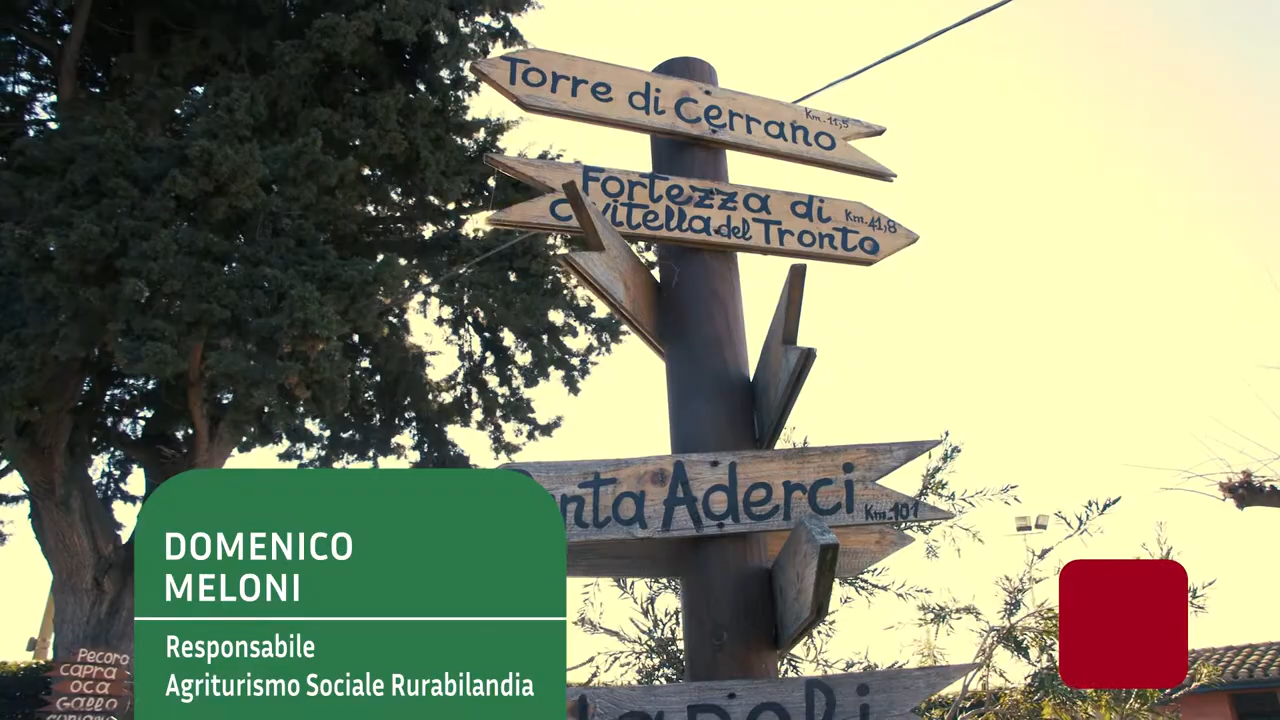 Torre di Cerrano
Km. 11,5
Fortezza di
Civitella del Tronto
Km. 41,8
Aderci
Km. 101
DOMENICO
MELONI
Responsabile
Agriturismo Sociale Rurabilandia
Pecora
capra
oca
Gallo